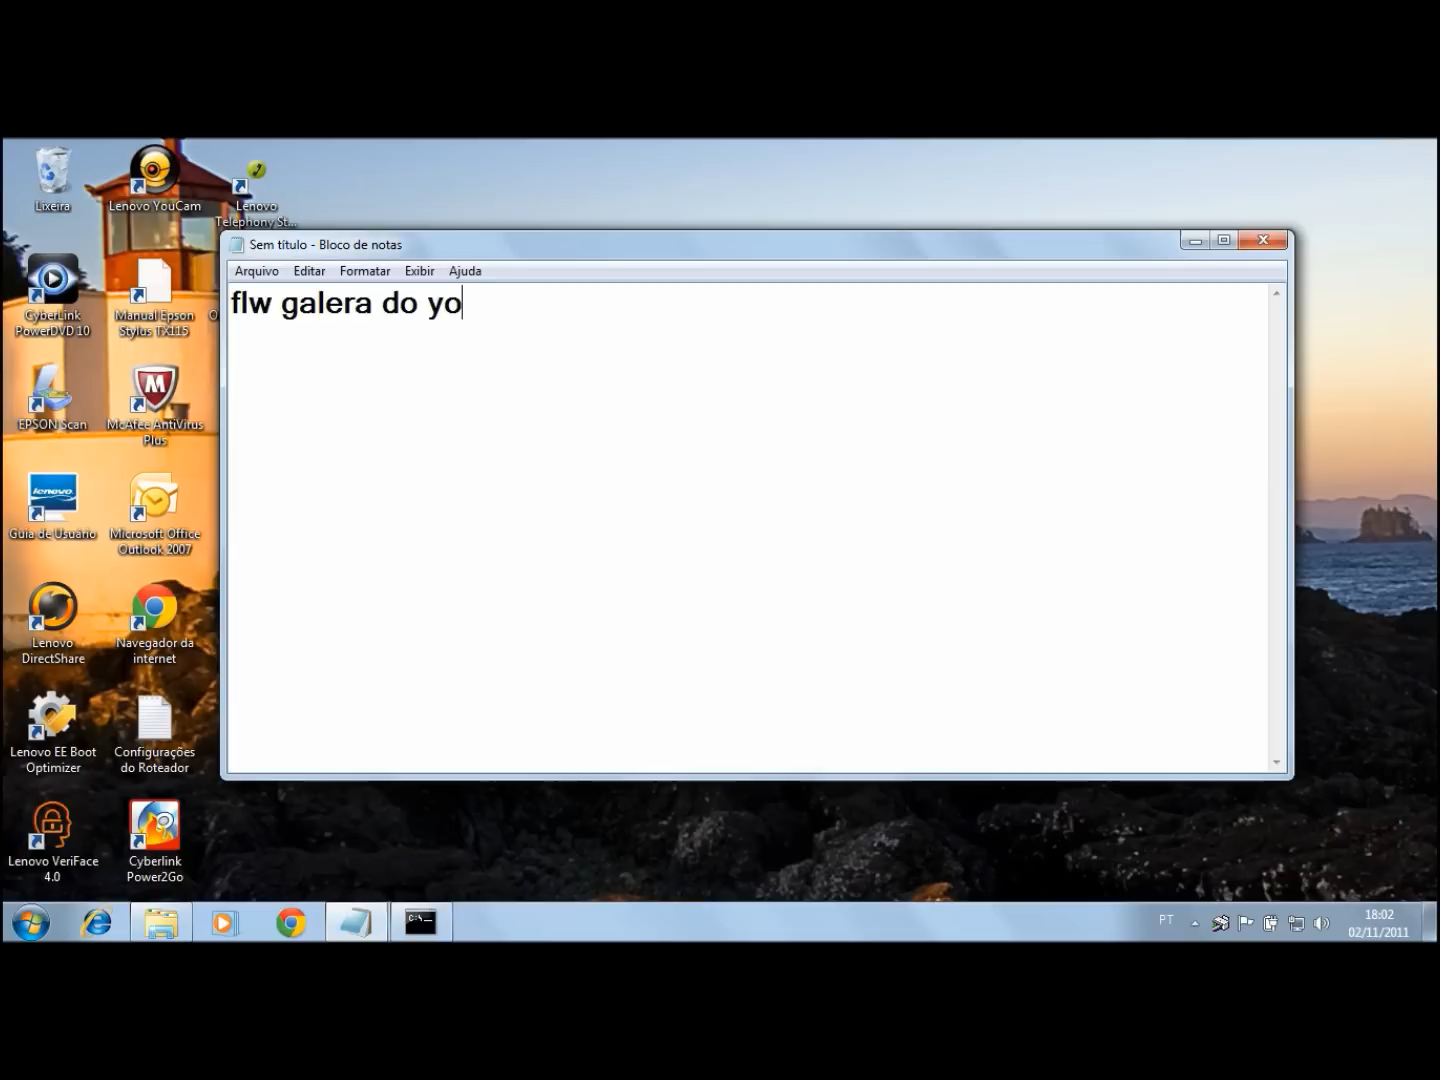 Lixeira
Lenovo YouCam
Lenovo
Telephony St...
CyberLink
PowerDVD 10
Manual Epson
Stylus TX115
O
EPSON Scan
McAfee AntiVirus
Plus
lenovo
Guia de Usuário
Microsoft Office
Outlook 2007
Lenovo
DirectShare
Navegador da
internet
Lenovo EE Boot
Optimizer
Configurações
do Roteador
Lenovo VeriFace
4.0
Cyberlink
Power2Go
Sem título - Bloco de notas
Arquivo Editar Formatar Exibir Ajuda
flw galera do yo
C:\_
PT
18:02
02/11/2011